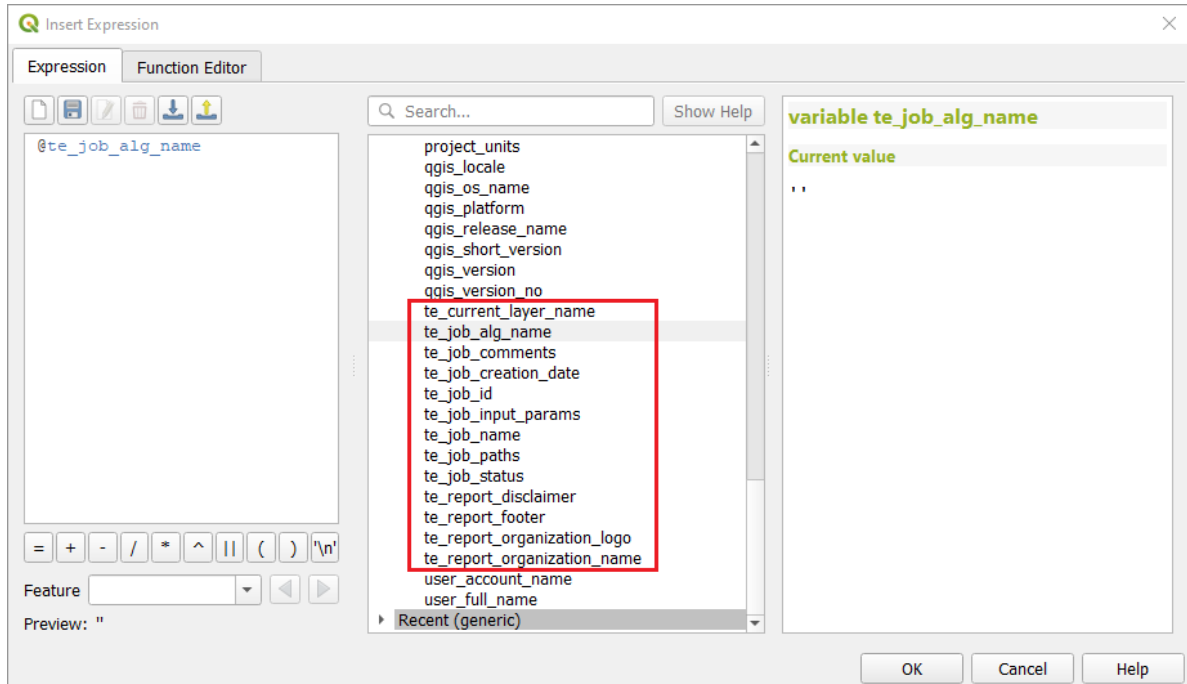 Insert Expression
Expression
Function Editor
Search...
Show Help
@te_job_alg_name
project_units
qgis_locale
qgis_os_name
qgis_platform
qgis_release_name
qgis_short_version
qgis_version
qgis_version_no
te_current_layer_name
te_job_alg_name
te_job_comments
te_job_creation_date
te_job_id
te_job_input_params
te_job_name
te_job_paths
te_job_status
te_report_disclaimer
te_report_footer
te_report_organization_logo
te_report_organization_name
user_account_name
user_full_name
Recent (generic)
variable te_job_alg_name
Current value
''
= + - / * ^ || ( ) '\n'
Feature
Preview: ''
OK
Cancel
Help